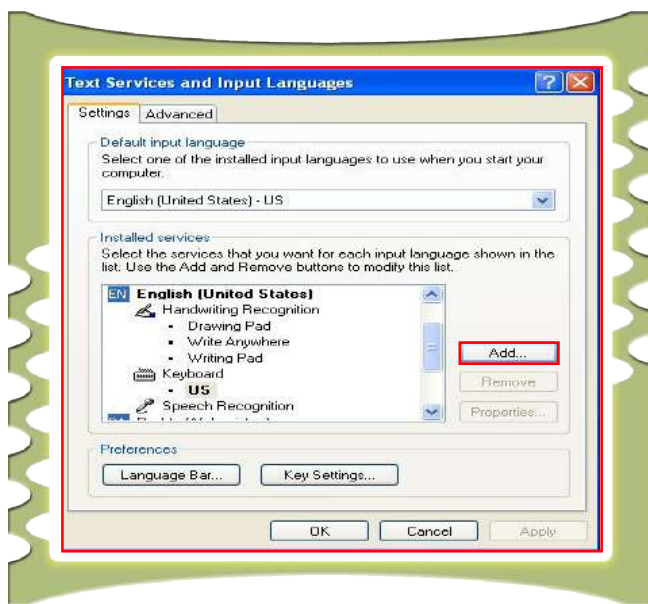 Text Services and Input Languages
Settings
Advanced
Default input language
Select one of the installed input languages to use when you start your
computer.
English (United States) - US
Installed services
Select the services that you want for each input language shown in the
list. Use the Add and Remove buttons to modify this list.
EN English (United States)
Handwriting Recognition
• Drawing Pad
• Write Anywhere
• Writing Pad
Keyboard
• US
Speech Recognition
Add...
Remove
Properties...
Preferences
Language Bar...
Key Settings...
OK
Cancel
Apply